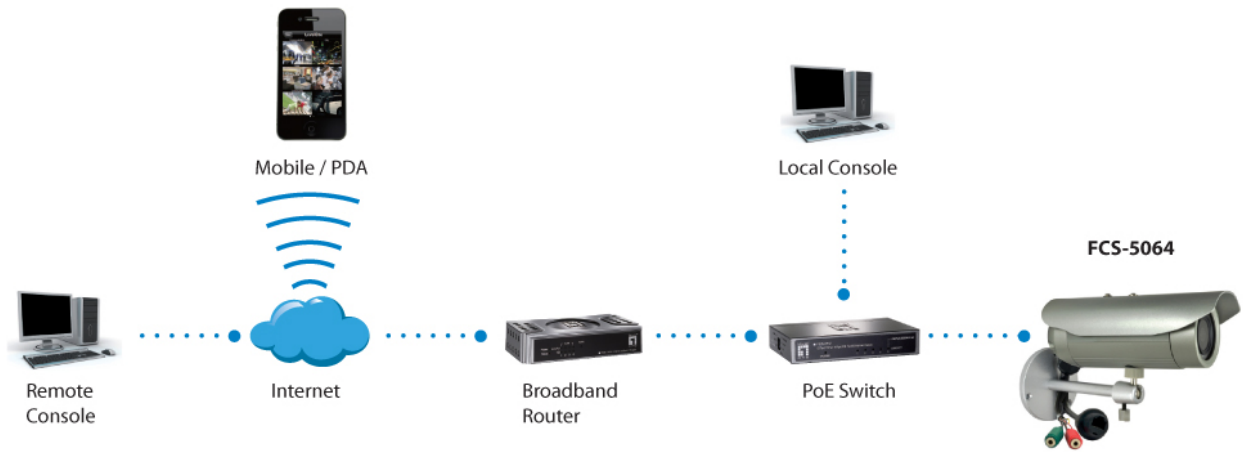 Mobile / PDA
Local Console
FCS-5064
Remote
Console
Internet
Broadband
Router
PoE Switch